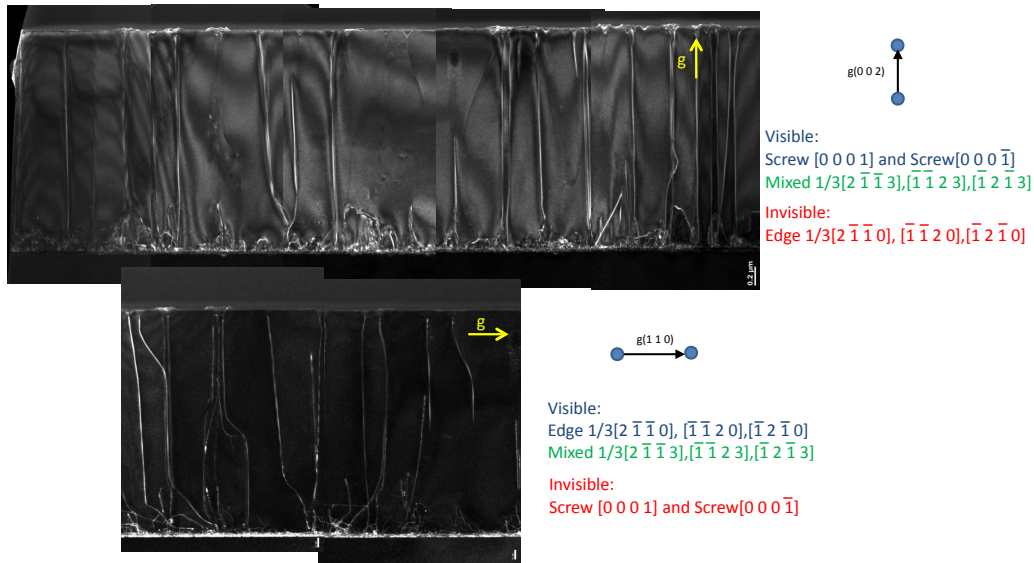 g
g(0 0 2)
Visible:
Screw [0 0 0 1] and Screw[0 0 0 1̅]
Mixed 1/3[2 1̅ 1̅ 3],[1̅ 1̅ 2 3],[1̅ 2 1̅ 3]
Invisible:
Edge 1/3[2 1̅ 1̅ 0], [1̅ 1̅ 2 0],[1̅ 2 1̅ 0]
0.2 μm
g
g(1 1 0)
Visible:
Edge 1/3[2 1̅ 1̅ 0], [1̅ 1̅ 2 0],[1̅ 2 1̅ 0]
Mixed 1/3[2 1̅ 1̅ 3],[1̅ 1̅ 2 3],[1̅ 2 1̅ 3]
Invisible:
Screw [0 0 0 1] and Screw[0 0 0 1̅]